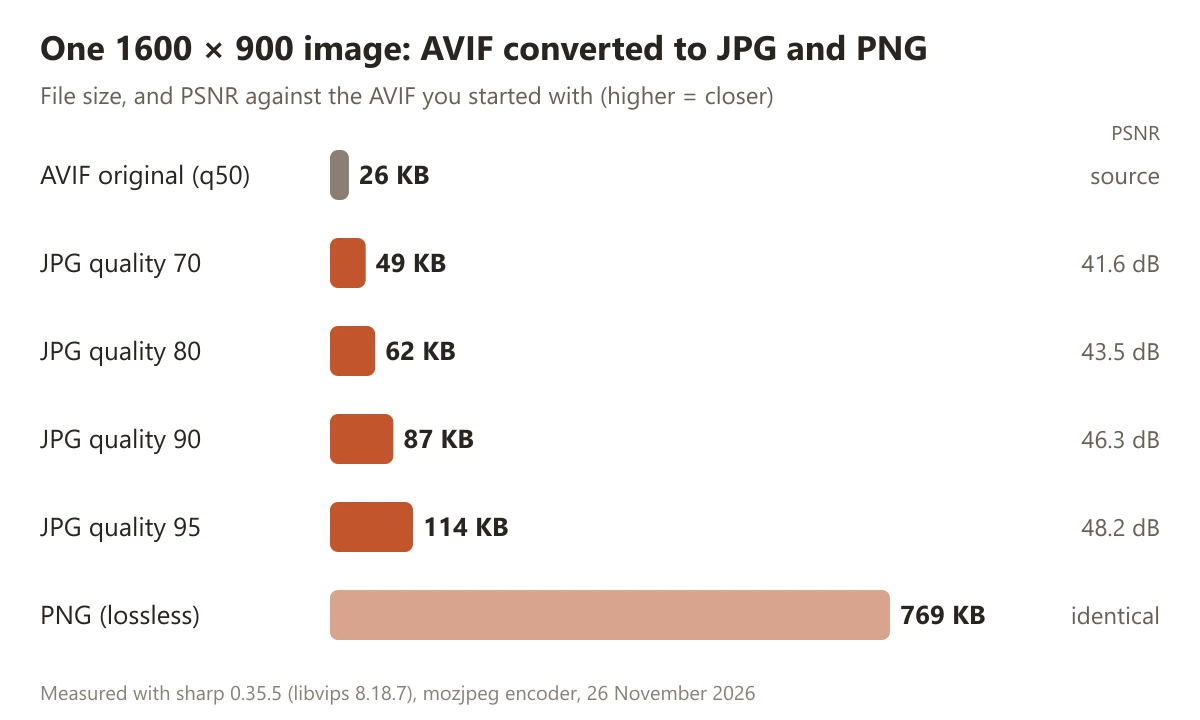 One 1600 × 900 image: AVIF converted to JPG and PNG
File size, and PSNR against the AVIF you started with (higher = closer)
PSNR
AVIF original (q50) 26 KB source
JPG quality 70 49 KB 41.6 dB
JPG quality 80 62 KB 43.5 dB
JPG quality 90 87 KB 46.3 dB
JPG quality 95 114 KB 48.2 dB
PNG (lossless) 769 KB identical
Measured with sharp 0.35.5 (libvips 8.18.7), mozjpeg encoder, 26 November 2026